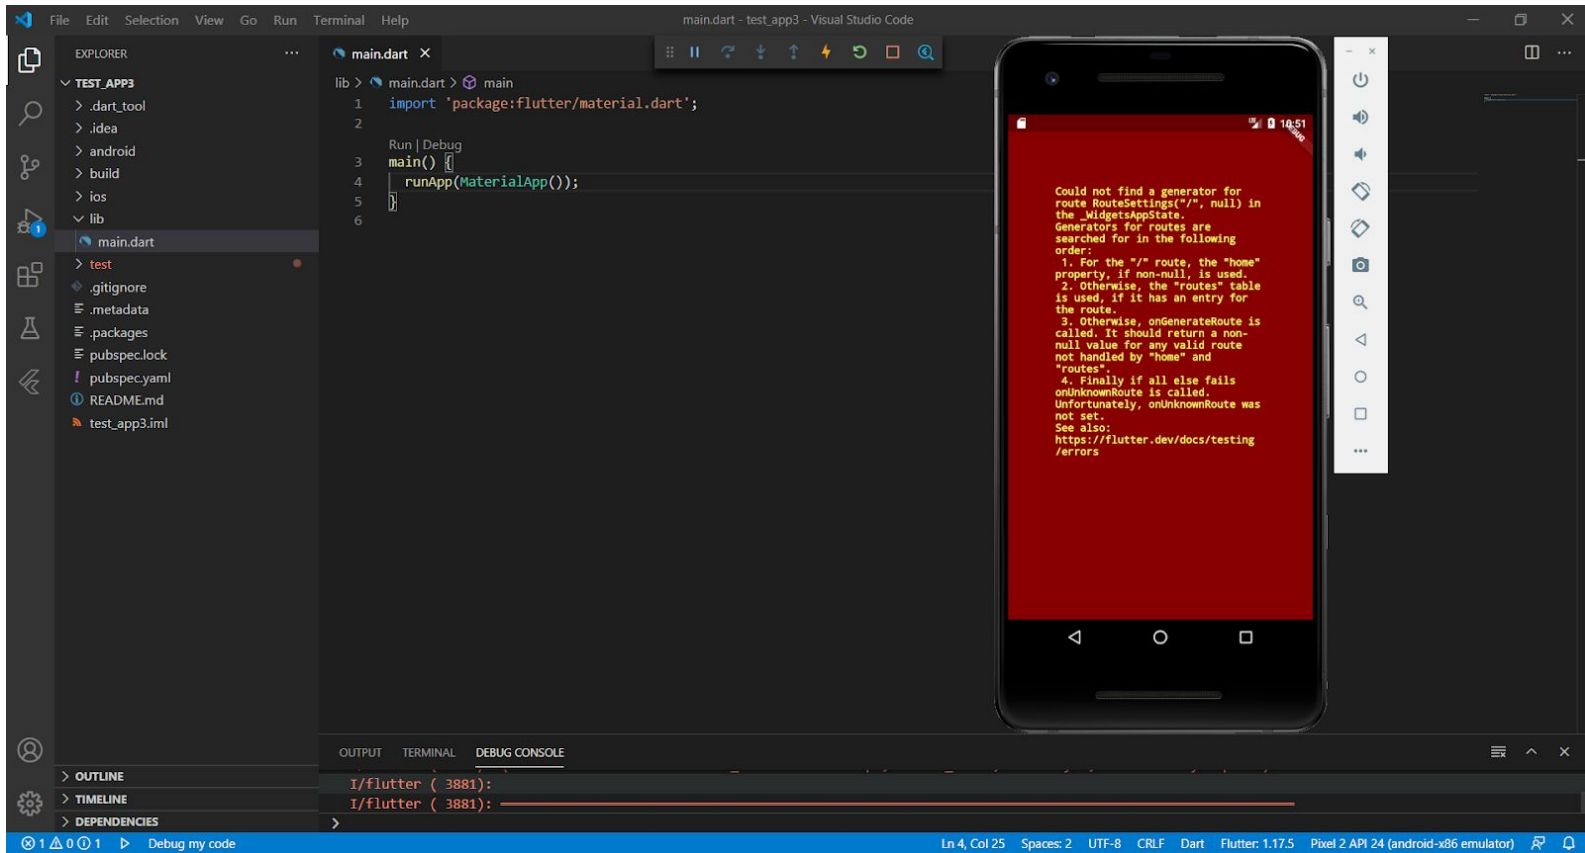 File Edit Selection View Go Run Terminal Help
main.dart - test_app3 - Visual Studio Code
EXPLORER
TEST_APP3
.dart_tool
.idea
android
build
ios
lib
main.dart
test
.gitignore
.metadata
.packages
pubspec.lock
pubspec.yaml
README.md
test_app3.iml
OUTLINE
TIMELINE
DEPENDENCIES
main.dart
lib > main.dart > main
1 import 'package:flutter/material.dart';
2
Run | Debug
3 main() {
4 runApp(MaterialApp());
5 }
6
10:51
DEBUG
Could not find a generator for
route RouteSettings("/", null) in
the _WidgetsAppState.
Generators for routes are
searched for in the following
order:
1. For the "/" route, the "home"
property, if non-null, is used.
2. Otherwise, the "routes" table
is used, if it has an entry for
the route.
3. Otherwise, onGenerateRoute is
called. It should return a non-
null value for any valid route
not handled by "home" and
"routes".
4. Finally if all else fails
onUnknownRoute is called.
Unfortunately, onUnknownRoute was
not set.
See also:
https://flutter.dev/docs/testing
/errors
OUTPUT TERMINAL DEBUG CONSOLE
I/flutter ( 3881):
I/flutter ( 3881):
1 0 1 Debug my code
Ln 4, Col 25 Spaces: 2 UTF-8 CRLF Dart Flutter: 1.17.5 Pixel 2 API 24 (android-x86 emulator)